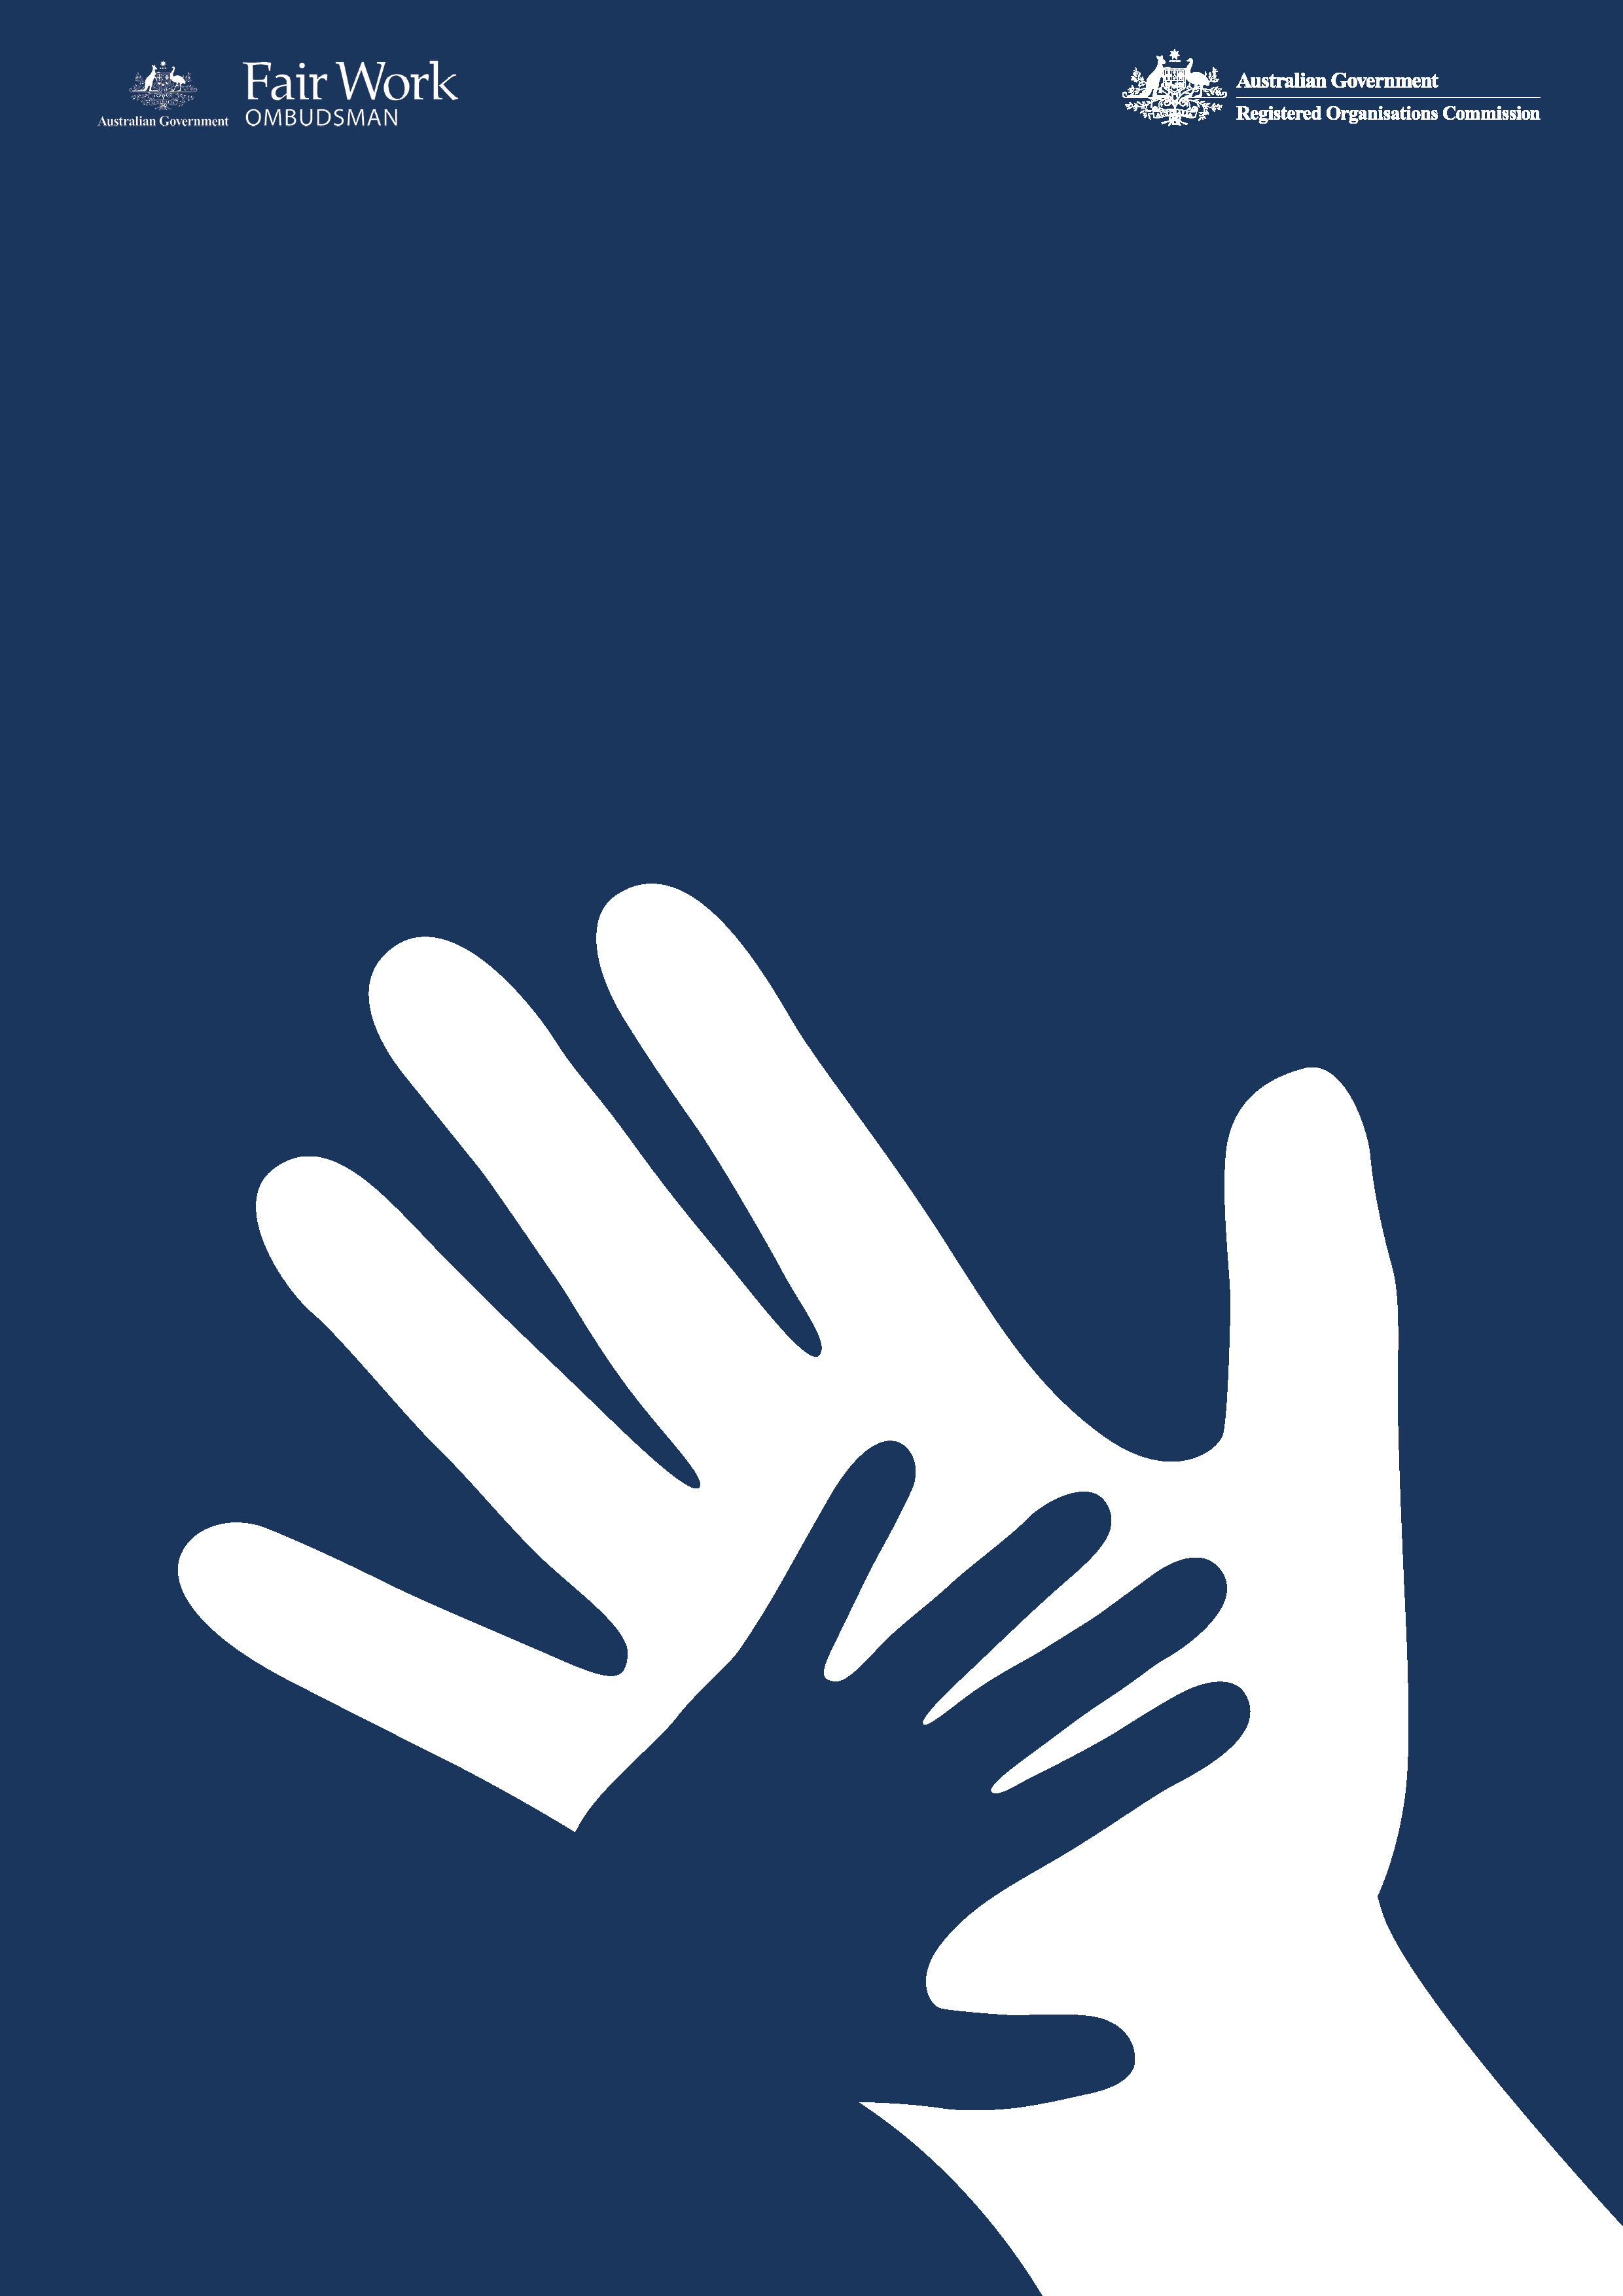 Fair Work
OMBUDSMAN
Australian Government
Australian Government
Registered Organisations Commission